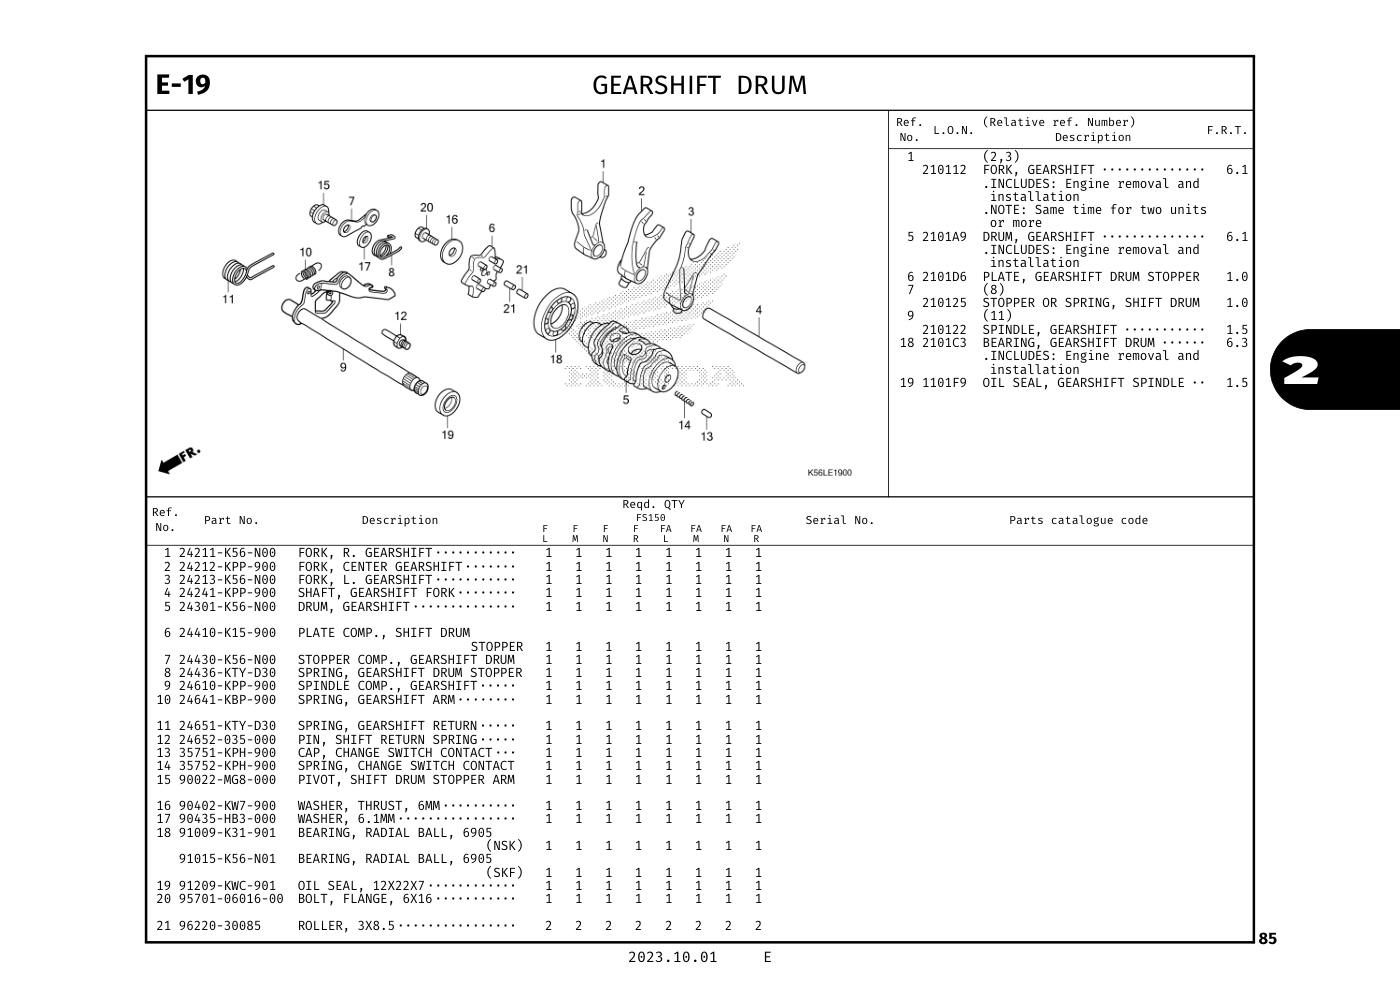 E-19
GEARSHIFT DRUM
1
2
3
15
7
20
16
6
10
17
8
21
21
11
12
18
4
9
5
19
14
13
HONDA
FR.
K56LE1900
Ref. No. L.O.N. (Relative ref. Number) Description F.R.T.
1 (2,3)
210112 FORK, GEARSHIFT ·············· 6.1
.INCLUDES: Engine removal and
installation
.NOTE: Same time for two units
or more
5 2101A9 DRUM, GEARSHIFT ·············· 6.1
.INCLUDES: Engine removal and
installation
6 2101D6 PLATE, GEARSHIFT DRUM STOPPER 1.0
7 (8)
210125 STOPPER OR SPRING, SHIFT DRUM 1.0
9 (11)
210122 SPINDLE, GEARSHIFT ··········· 1.5
18 2101C3 BEARING, GEARSHIFT DRUM ······ 6.3
.INCLUDES: Engine removal and
installation
19 1101F9 OIL SEAL, GEARSHIFT SPINDLE ·· 1.5
2
Ref. No. Part No. Description Reqd. QTY Serial No. Parts catalogue code
FS150
F F F F FA FA FA FA
L M N R L M N R
1 24211-K56-N00 FORK, R. GEARSHIFT··········· 1 1 1 1 1 1 1 1
2 24212-KPP-900 FORK, CENTER GEARSHIFT······· 1 1 1 1 1 1 1 1
3 24213-K56-N00 FORK, L. GEARSHIFT··········· 1 1 1 1 1 1 1 1
4 24241-KPP-900 SHAFT, GEARSHIFT FORK········ 1 1 1 1 1 1 1 1
5 24301-K56-N00 DRUM, GEARSHIFT·············· 1 1 1 1 1 1 1 1
6 24410-K15-900 PLATE COMP., SHIFT DRUM
STOPPER 1 1 1 1 1 1 1 1
7 24430-K56-N00 STOPPER COMP., GEARSHIFT DRUM 1 1 1 1 1 1 1 1
8 24436-KTY-D30 SPRING, GEARSHIFT DRUM STOPPER 1 1 1 1 1 1 1 1
9 24610-KPP-900 SPINDLE COMP., GEARSHIFT····· 1 1 1 1 1 1 1 1
10 24641-KBP-900 SPRING, GEARSHIFT ARM········ 1 1 1 1 1 1 1 1
11 24651-KTY-D30 SPRING, GEARSHIFT RETURN····· 1 1 1 1 1 1 1 1
12 24652-035-000 PIN, SHIFT RETURN SPRING····· 1 1 1 1 1 1 1 1
13 35751-KPH-900 CAP, CHANGE SWITCH CONTACT··· 1 1 1 1 1 1 1 1
14 35752-KPH-900 SPRING, CHANGE SWITCH CONTACT 1 1 1 1 1 1 1 1
15 90022-MG8-000 PIVOT, SHIFT DRUM STOPPER ARM 1 1 1 1 1 1 1 1
16 90402-KW7-900 WASHER, THRUST, 6MM·········· 1 1 1 1 1 1 1 1
17 90435-HB3-000 WASHER, 6.1MM················ 1 1 1 1 1 1 1 1
18 91009-K31-901 BEARING, RADIAL BALL, 6905
(NSK) 1 1 1 1 1 1 1 1
91015-K56-N01 BEARING, RADIAL BALL, 6905
(SKF) 1 1 1 1 1 1 1 1
19 91209-KWC-901 OIL SEAL, 12X22X7············ 1 1 1 1 1 1 1 1
20 95701-06016-00 BOLT, FLANGE, 6X16··········· 1 1 1 1 1 1 1 1
21 96220-30085 ROLLER, 3X8.5················ 2 2 2 2 2 2 2 2
85
2023.10.01 E